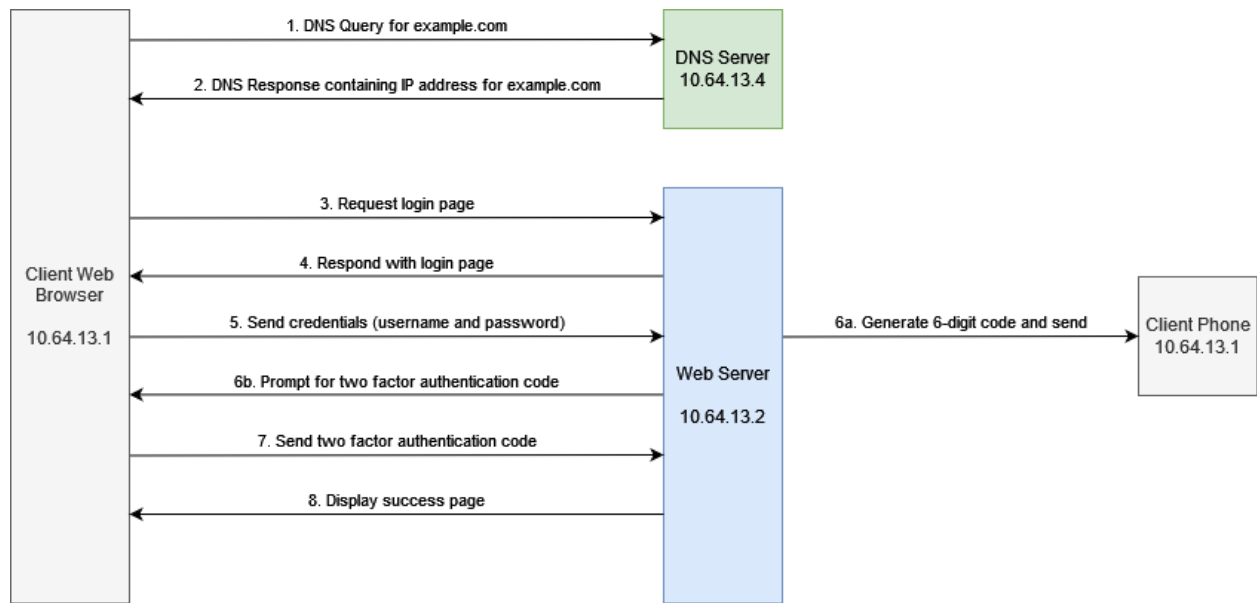 1. DNS Query for example.com
DNS Server
10.64.13.4
2. DNS Response containing IP address for example.com
3. Request login page
4. Respond with login page
Client Web
Browser
10.64.13.1
5. Send credentials (username and password)
6a. Generate 6-digit code and send
Client Phone
10.64.13.1
Web Server
10.64.13.2
6b. Prompt for two factor authentication code
7. Send two factor authentication code
8. Display success page